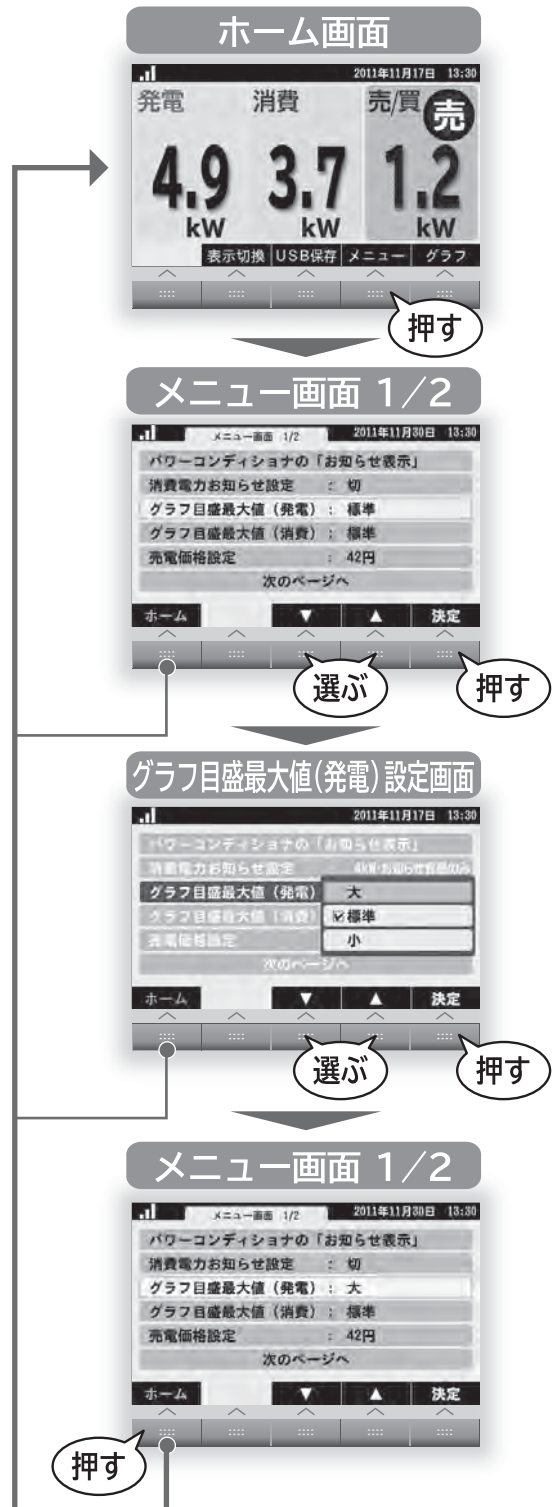 ホーム画面
2011年11月17日 13:30
発電 消費 売/買 売
4.9 3.7 1.2
kW kW kW
表示切換 USB保存 メニュー グラフ
押す
メニュー画面 1/2
メニュー画面 1/2 2011年11月30日 13:30
パワーコンディショナの「お知らせ表示」
消費電力お知らせ設定 : 切
グラフ目盛最大値(発電): 標準
グラフ目盛最大値(消費): 標準
売電価格設定 : 42円
次のページへ
ホーム ▼ ▲ 決定
選ぶ 押す
グラフ目盛最大値(発電)設定画面
2011年11月17日 13:30
パワーコンディショナの「お知らせ表示」
消費電力お知らせ設定
グラフ目盛最大値(発電) 大
グラフ目盛最大値(消費) 標準
売電価格設定 小
次のページへ
ホーム ▼ ▲ 決定
選ぶ 押す
メニュー画面 1/2
メニュー画面 1/2 2011年11月30日 13:30
パワーコンディショナの「お知らせ表示」
消費電力お知らせ設定 : 切
グラフ目盛最大値(発電): 大
グラフ目盛最大値(消費): 標準
売電価格設定 : 42円
次のページへ
ホーム ▼ ▲ 決定
押す